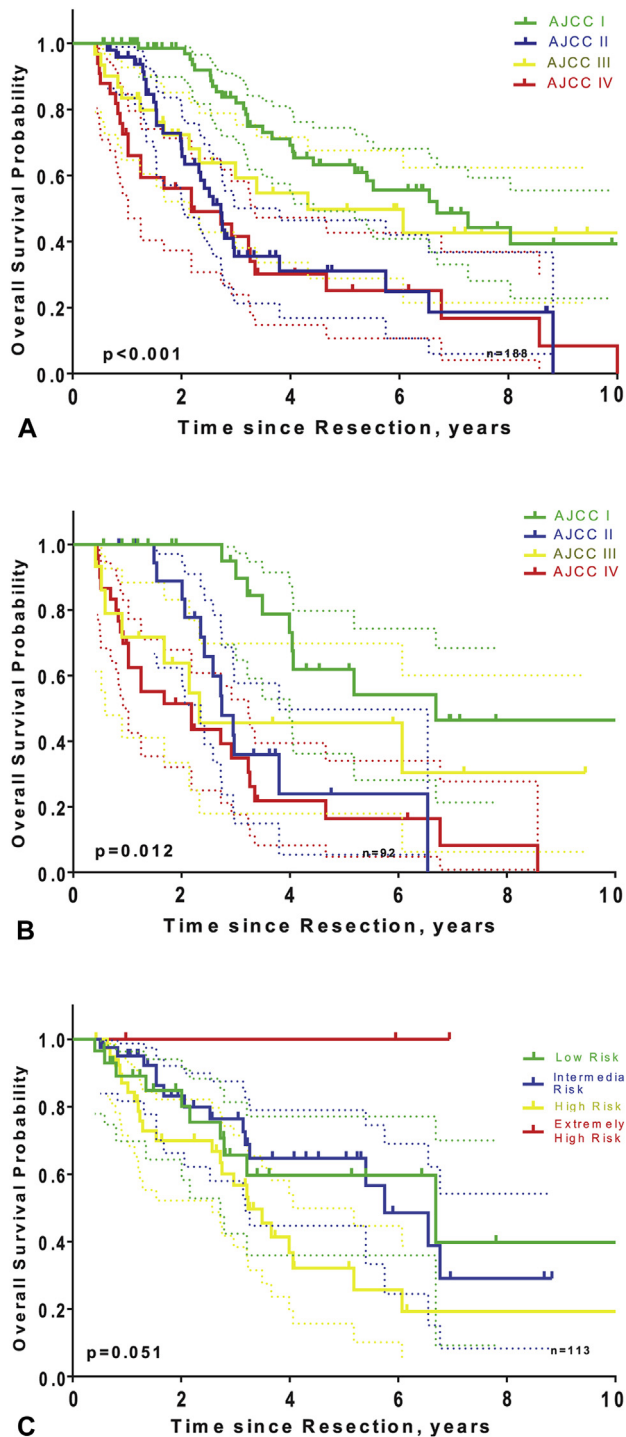 AJCC I
AJCC II
AJCC III
AJCC IV
Overall Survival Probability
1.0
0.8
0.6
0.4
0.2
0.0
p<0.001
n=188
0 2 4 6 8 10
Time since Resection, years
A
AJCC I
AJCC II
AJCC III
AJCC IV
Overall Survival Probability
1.0
0.8
0.6
0.4
0.2
0.0
p=0.012
n=92
0 2 4 6 8 10
Time since Resection, years
B
Low Risk
Intermedia
Risk
High Risk
Extremely
High Risk
Overall Survival Probability
1.0
0.8
0.6
0.4
0.2
0.0
p=0.051
n=113
0 2 4 6 8 10
Time since Resection, years
C